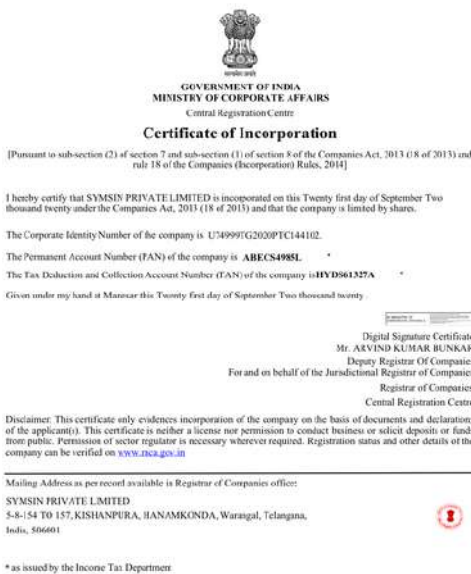 सत्यमेव जयते
GOVERNMENT OF INDIA
MINISTRY OF CORPORATE AFFAIRS
Central Registration Centre
Certificate of Incorporation
[Pursuant to sub-section (2) of section 7 and sub-section (1) of section 8 of the Companies Act, 2013 (18 of 2013) and
rule 18 of the Companies (Incorporation) Rules, 2014]
I hereby certify that SYMSIN PRIVATE LIMITED is incorporated on this Twenty first day of September Two
thousand twenty under the Companies Act, 2013 (18 of 2013) and that the company is limited by shares.
The Corporate Identity Number of the company is U74999TG2020PTC144102.
The Permanent Account Number (PAN) of the company is ABECS4985L *
The Tax Deduction and Collection Account Number (TAN) of the company is HYDS61327A *
Given under my hand at Manesar this Twenty first day of September Two thousand twenty .
Digital Signature Certificate
Mr. ARVIND KUMAR BUNKAR
Deputy Registrar Of Companies
For and on behalf of the Jurisdictional Registrar of Companies
Registrar of Companies
Central Registration Centre
Disclaimer: This certificate only evidences incorporation of the company on the basis of documents and declarations
of the applicant(s). This certificate is neither a license nor permission to conduct business or solicit deposits or funds
from public. Permission of sector regulator is necessary wherever required. Registration status and other details of the
company can be verified on www.mca.gov.in
Mailing Address as per record available in Registrar of Companies office:
SYMSIN PRIVATE LIMITED
5-8-154 TO 157, KISHANPURA, HANAMKONDA, Warangal, Telangana,
India, 506001
* as issued by the Income Tax Department